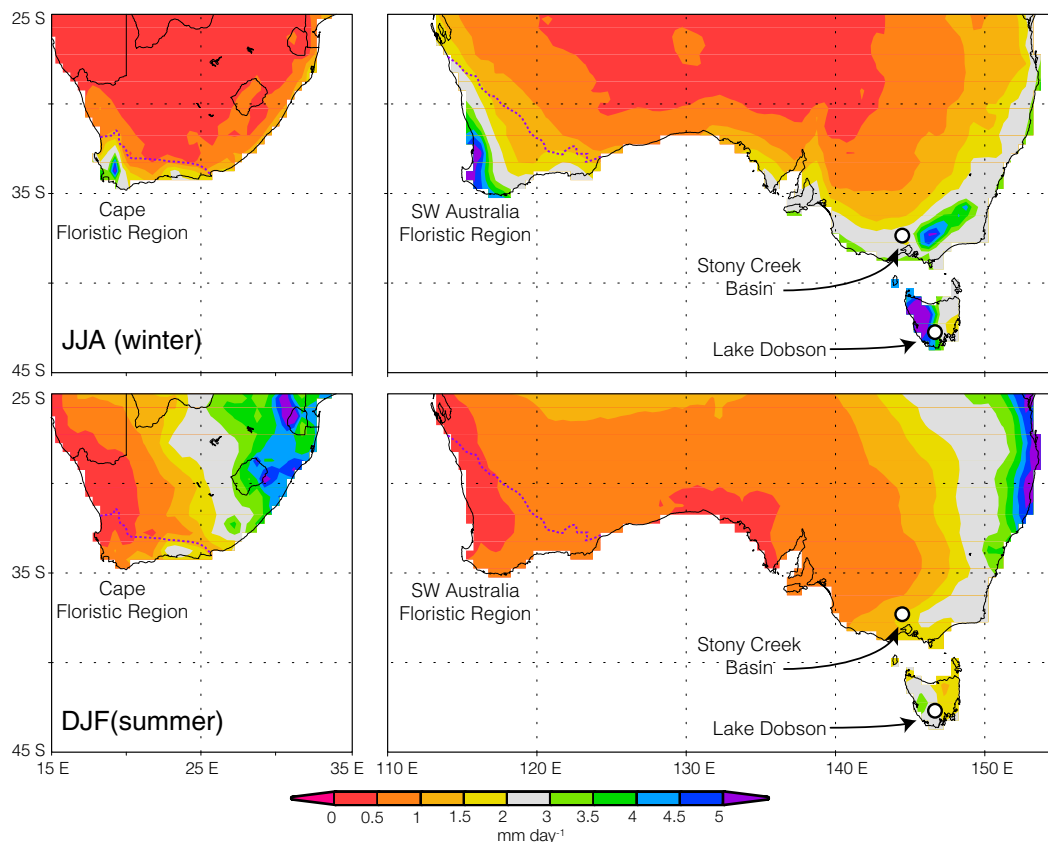 25 S
35 S
45 S
Cape
Floristic Region
JJA (winter)
SW Australia
Floristic Region
Stony Creek
Basin
Lake Dobson
25 S
35 S
45 S
Cape
Floristic Region
DJF(summer)
SW Australia
Floristic Region
Stony Creek
Basin
Lake Dobson
15 E 20 E 25 E 35 E 110 E 120 E 130 E 140 E 150 E
0 0.5 1 1.5 2 3 3.5 4 4.5 5
mm day⁻¹